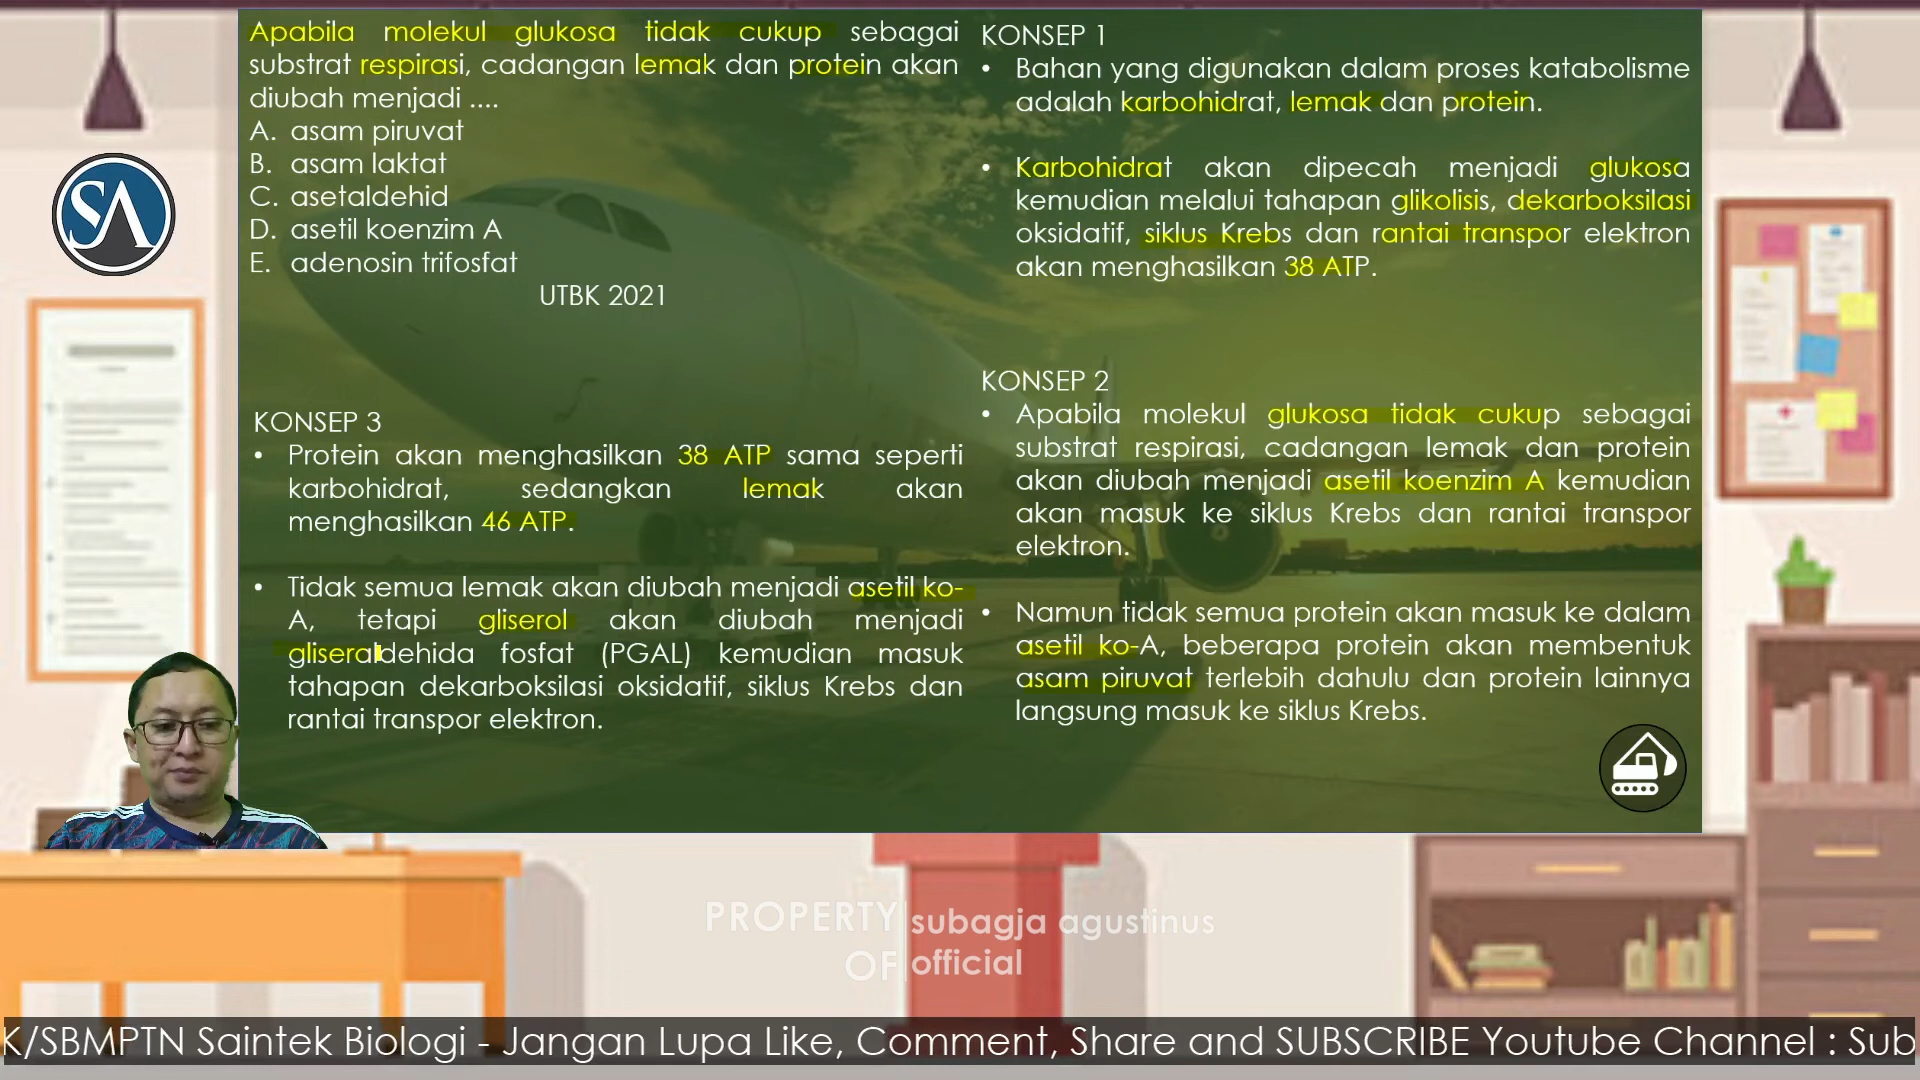 Apabila molekul glukosa tidak cukup sebagai
substrat respirasi, cadangan lemak dan protein akan
diubah menjadi ....
A. asam piruvat
B. asam laktat
C. asetaldehid
D. asetil koenzim A
E. adenosin trifosfat
UTBK 2021
KONSEP 1
• Bahan yang digunakan dalam proses katabolisme
adalah karbohidrat, lemak dan protein.
• Karbohidrat akan dipecah menjadi glukosa
kemudian melalui tahapan glikolisis, dekarboksilasi
oksidatif, siklus Krebs dan rantai transpor elektron
akan menghasilkan 38 ATP.
KONSEP 2
• Apabila molekul glukosa tidak cukup sebagai
substrat respirasi, cadangan lemak dan protein
akan diubah menjadi asetil koenzim A kemudian
akan masuk ke siklus Krebs dan rantai transpor
elektron.
• Namun tidak semua protein akan masuk ke dalam
asetil ko-A, beberapa protein akan membentuk
asam piruvat terlebih dahulu dan protein lainnya
langsung masuk ke siklus Krebs.
KONSEP 3
• Protein akan menghasilkan 38 ATP sama seperti
karbohidrat, sedangkan lemak akan
menghasilkan 46 ATP.
• Tidak semua lemak akan diubah menjadi asetil ko-
A, tetapi gliserol akan diubah menjadi
gliseraldehida fosfat (PGAL) kemudian masuk
tahapan dekarboksilasi oksidatif, siklus Krebs dan
rantai transpor elektron.
SA
PROPERTY OF
subagja agustinus
official
K/SBMPTN Saintek Biologi - Jangan Lupa Like, Comment, Share and SUBSCRIBE Youtube Channel : Sub